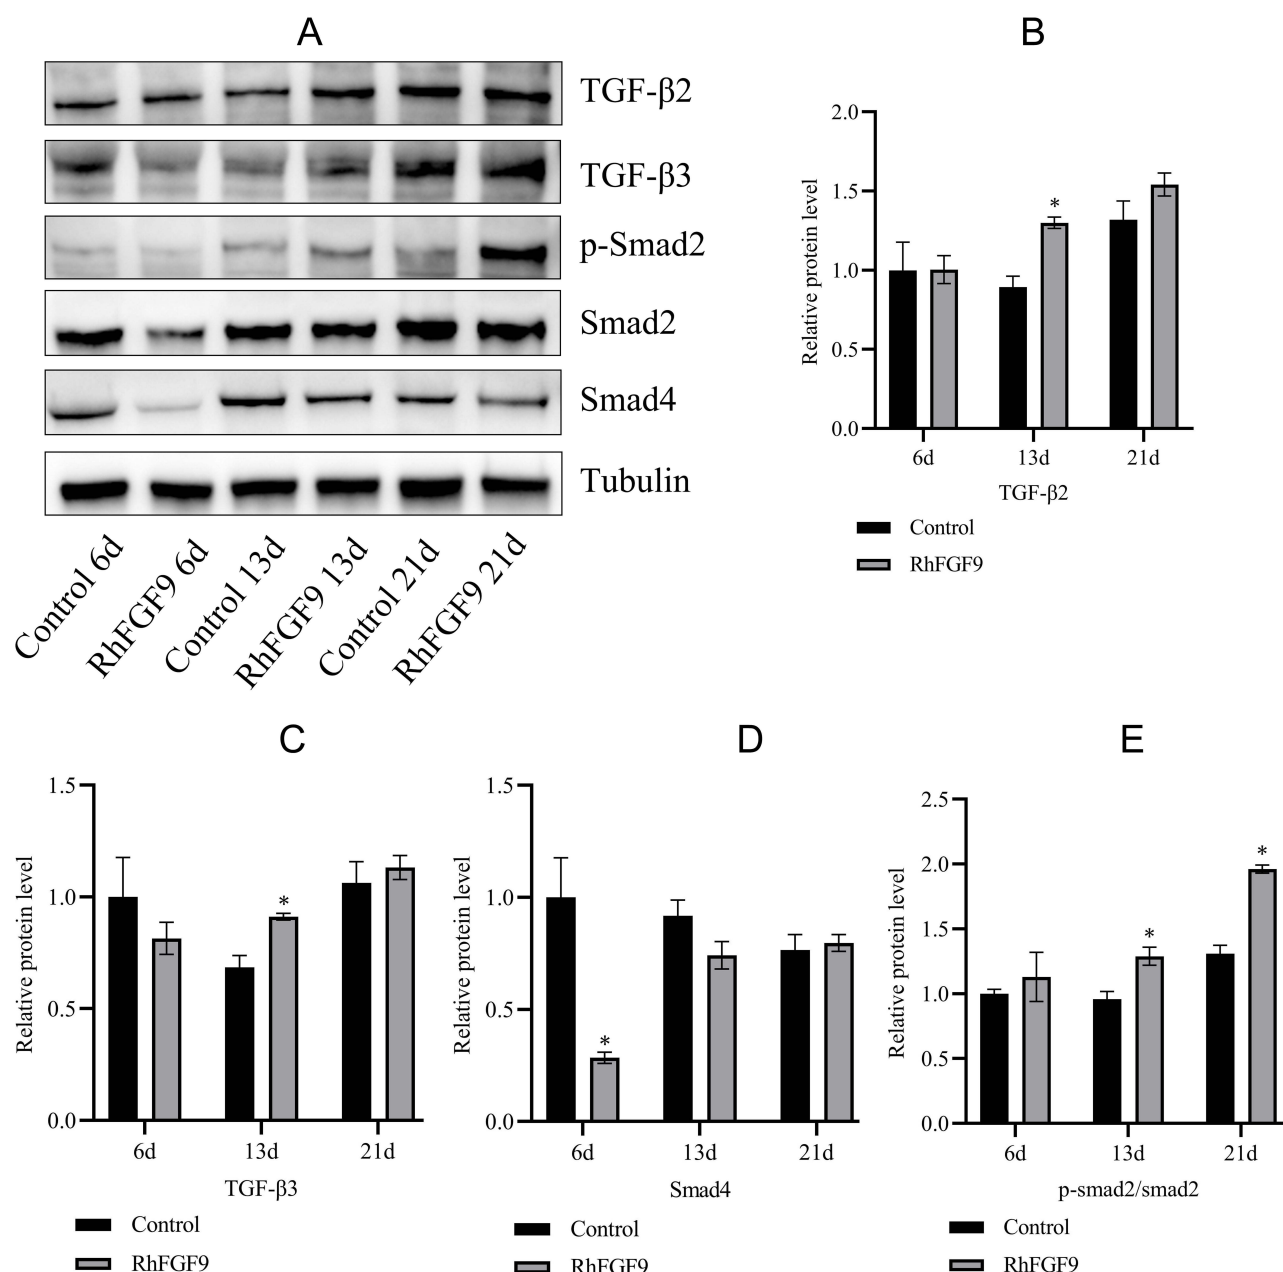 A
TGF-β2
TGF-β3
p-Smad2
Smad2
Smad4
Tubulin
Control 6d
RhFGF9 6d
Control 13d
RhFGF9 13d
Control 21d
RhFGF9 21d
B
Relative protein level
2.0
1.5
1.0
0.5
0.0
*
6d 13d 21d
TGF-β2
Control
RhFGF9
C
Relative protein level
1.5
1.0
0.5
0.0
*
6d 13d 21d
TGF-β3
Control
RhFGF9
D
Relative protein level
1.5
1.0
0.5
0.0
*
6d 13d 21d
Smad4
Control
RhFGF9
E
Relative protein level
2.5
2.0
1.5
1.0
0.5
0.0
*
*
6d 13d 21d
p-smad2/smad2
Control
RhFGF9